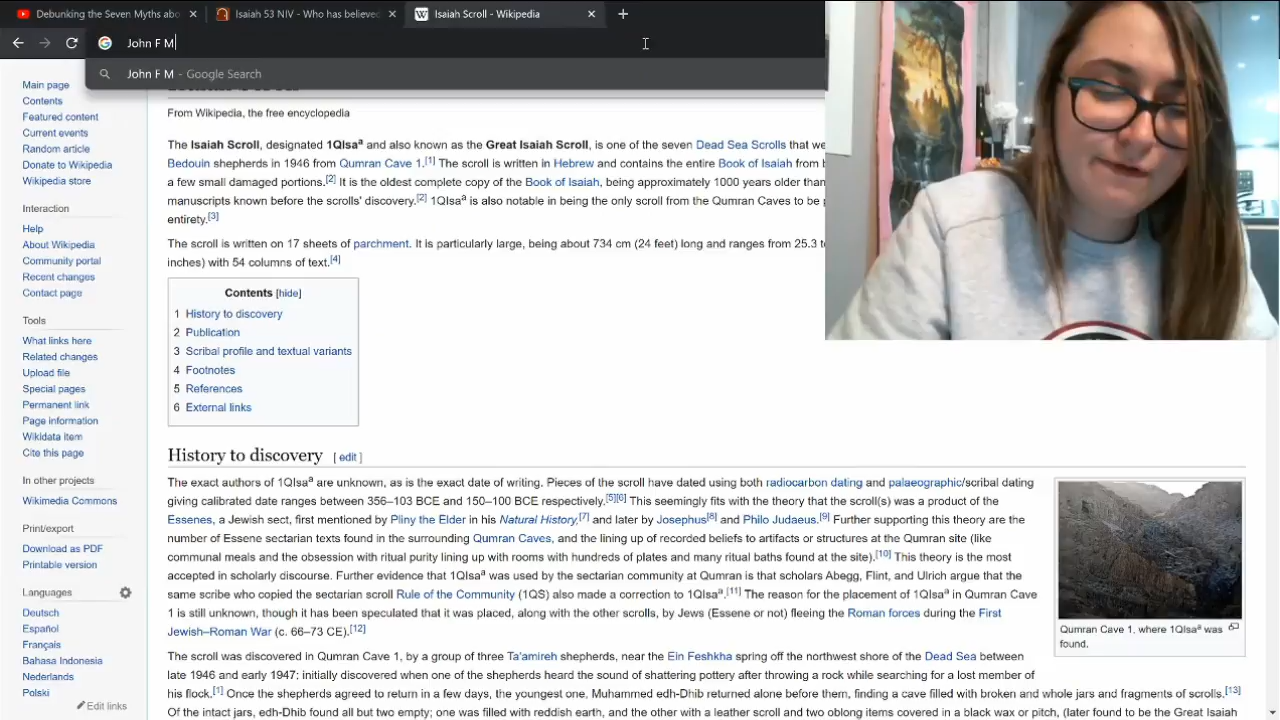 Debunking the Seven Myths abo
Isaiah 53 NIV - Who has believed
Isaiah Scroll - Wikipedia
John F M
John F M - Google Search
Main page
Contents
Featured content
Current events
Random article
Donate to Wikipedia
Wikipedia store
Interaction
Help
About Wikipedia
Community portal
Recent changes
Contact page
Tools
What links here
Related changes
Upload file
Special pages
Permanent link
Page information
Wikidata item
Cite this page
In other projects
Wikimedia Commons
Print/export
Download as PDF
Printable version
Languages
Deutsch
Español
Français
Bahasa Indonesia
Nederlands
Polski
Edit links
From Wikipedia, the free encyclopedia
The Isaiah Scroll, designated 1QIsaᵃ and also known as the Great Isaiah Scroll, is one of the seven Dead Sea Scrolls that we
Bedouin shepherds in 1946 from Qumran Cave 1.[1] The scroll is written in Hebrew and contains the entire Book of Isaiah from b
a few small damaged portions.[2] It is the oldest complete copy of the Book of Isaiah, being approximately 1000 years older than
manuscripts known before the scrolls' discovery.[2] 1QIsaᵃ is also notable in being the only scroll from the Qumran Caves to be p
entirety.[3]
The scroll is written on 17 sheets of parchment. It is particularly large, being about 734 cm (24 feet) long and ranges from 25.3 t
inches) with 54 columns of text.[4]
Contents [hide]
1 History to discovery
2 Publication
3 Scribal profile and textual variants
4 Footnotes
5 References
6 External links
History to discovery [ edit ]
The exact authors of 1QIsaᵃ are unknown, as is the exact date of writing. Pieces of the scroll have dated using both radiocarbon dating and palaeographic/scribal dating
giving calibrated date ranges between 356–103 BCE and 150–100 BCE respectively.[5][6] This seemingly fits with the theory that the scroll(s) was a product of the
Essenes, a Jewish sect, first mentioned by Pliny the Elder in his Natural History,[7] and later by Josephus[8] and Philo Judaeus.[9] Further supporting this theory are the
number of Essene sectarian texts found in the surrounding Qumran Caves, and the lining up of recorded beliefs to artifacts or structures at the Qumran site (like
communal meals and the obsession with ritual purity lining up with rooms with hundreds of plates and many ritual baths found at the site).[10] This theory is the most
accepted in scholarly discourse. Further evidence that 1QIsaᵃ was used by the sectarian community at Qumran is that scholars Abegg, Flint, and Ulrich argue that the
same scribe who copied the sectarian scroll Rule of the Community (1QS) also made a correction to 1QIsaᵃ.[11] The reason for the placement of 1QIsaᵃ in Qumran Cave
1 is still unknown, though it has been speculated that it was placed, along with the other scrolls, by Jews (Essene or not) fleeing the Roman forces during the First
Jewish–Roman War (c. 66–73 CE).[12]
The scroll was discovered in Qumran Cave 1, by a group of three Ta'amireh shepherds, near the Ein Feshkha spring off the northwest shore of the Dead Sea between
late 1946 and early 1947; initially discovered when one of the shepherds heard the sound of shattering pottery after throwing a rock while searching for a lost member of
his flock.[1] Once the shepherds agreed to return in a few days, the youngest one, Muhammed edh-Dhib returned alone before them, finding a cave filled with broken and whole jars and fragments of scrolls.[13]
Of the intact jars, edh-Dhib found all but two empty; one was filled with reddish earth, and the other with a leather scroll and two oblong items covered in a black wax or pitch, (later found to be the Great Isaiah
Qumran Cave 1, where 1QIsaᵃ was
found.